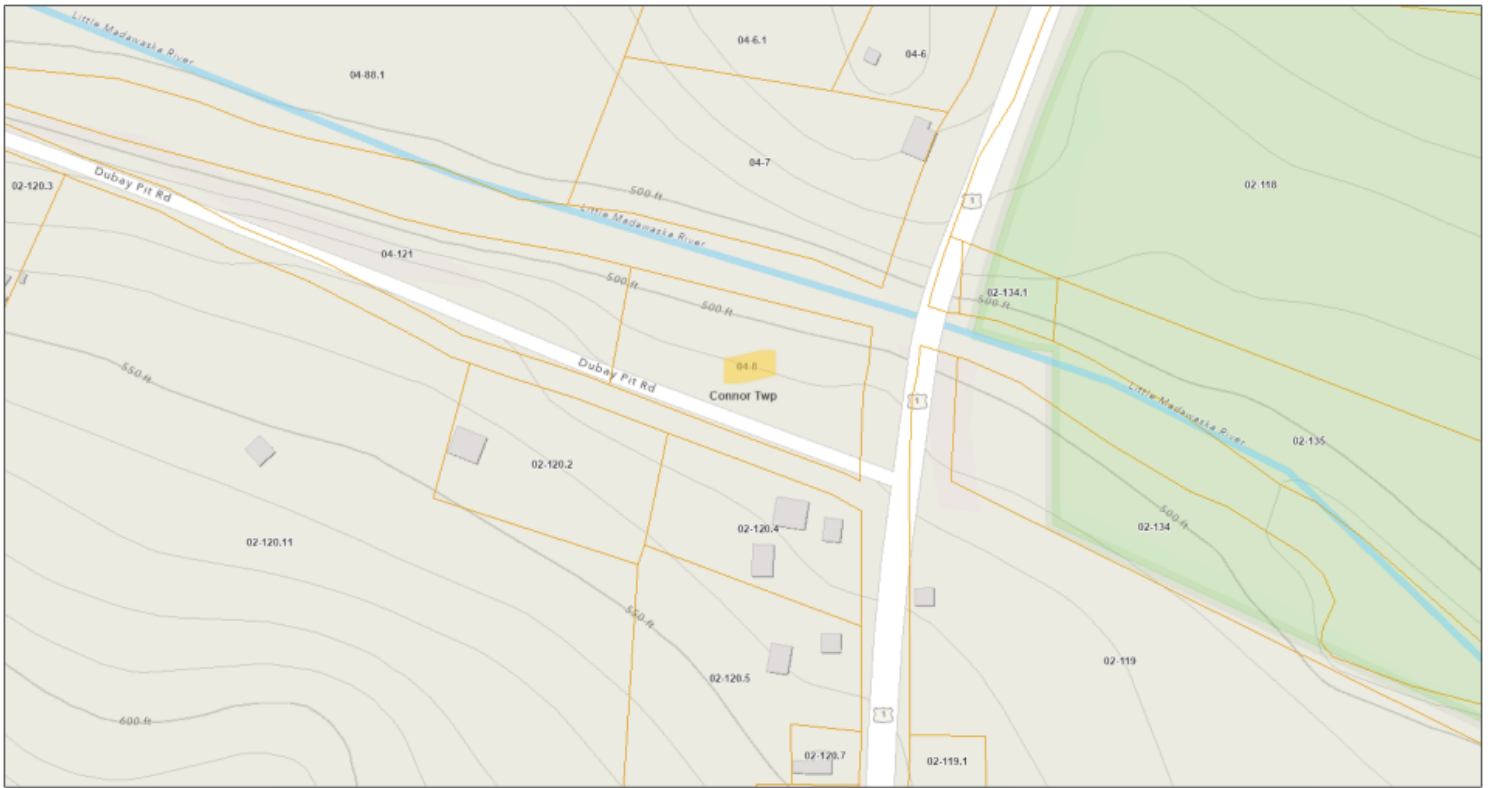 Little Madawaska River
04-6.1
04-6
04-88.1
1
04-7
02-118
Dubay Pit Rd
02-120.3
500 ft
1
Little Madawaska River
04-121
3
500 ft
02-134.1
500 ft
500 ft
04-8
Dubay Pit Rd
Connor Twp
550 ft
1
Little Madawaska River
02-135
02-120.2
500 ft
02-134
02-120.4
02-120.11
550 ft
02-119
02-120.5
600 ft
1
02-120.7
02-119.1